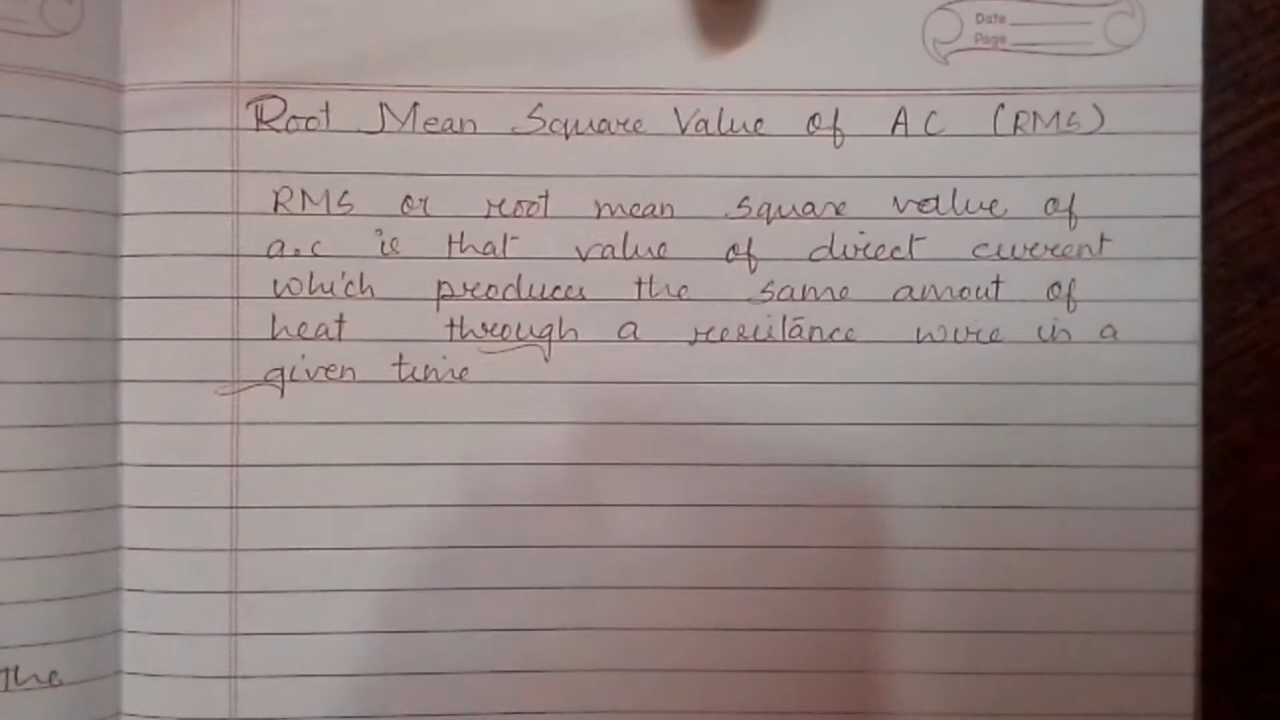 Date
Page
Root Mean Square Value of AC (RMS)
RMS or root mean square value of
a.c is that value of direct current
which produces the same amout of
heat through a resistance wire in a
given time
the